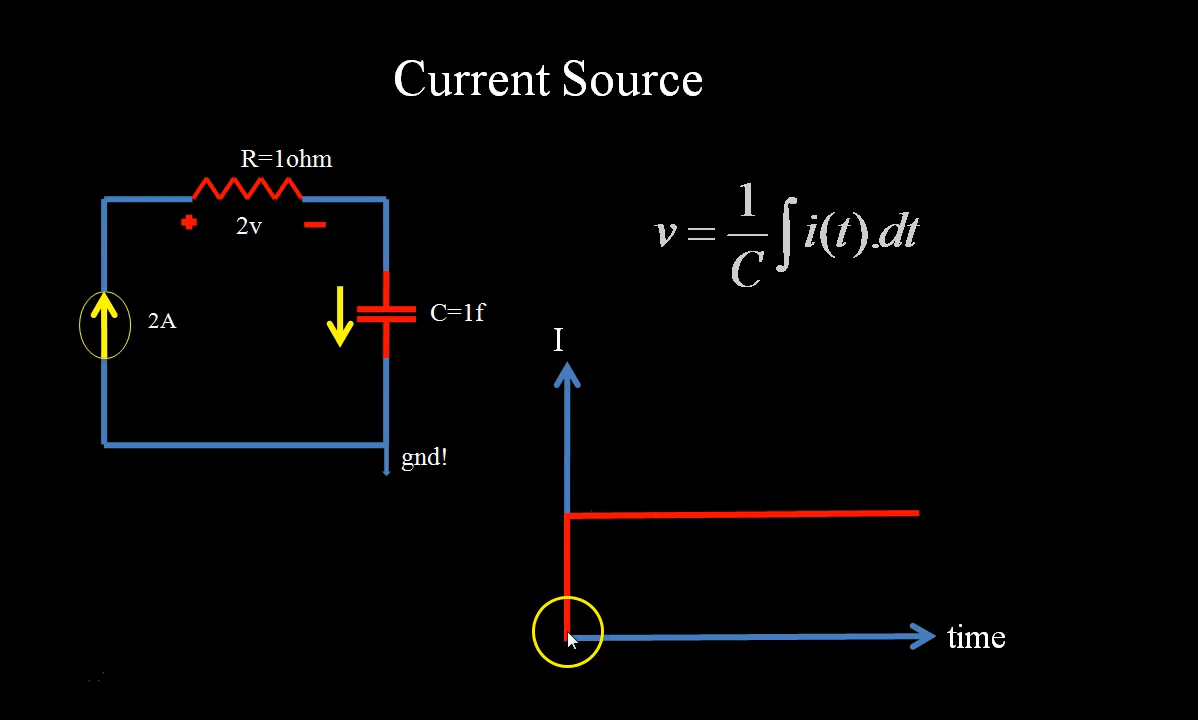 Current Source
R=1ohm
2v
2A
C=1f
gnd!
v = 1/C ∫ i(t).dt
I
time